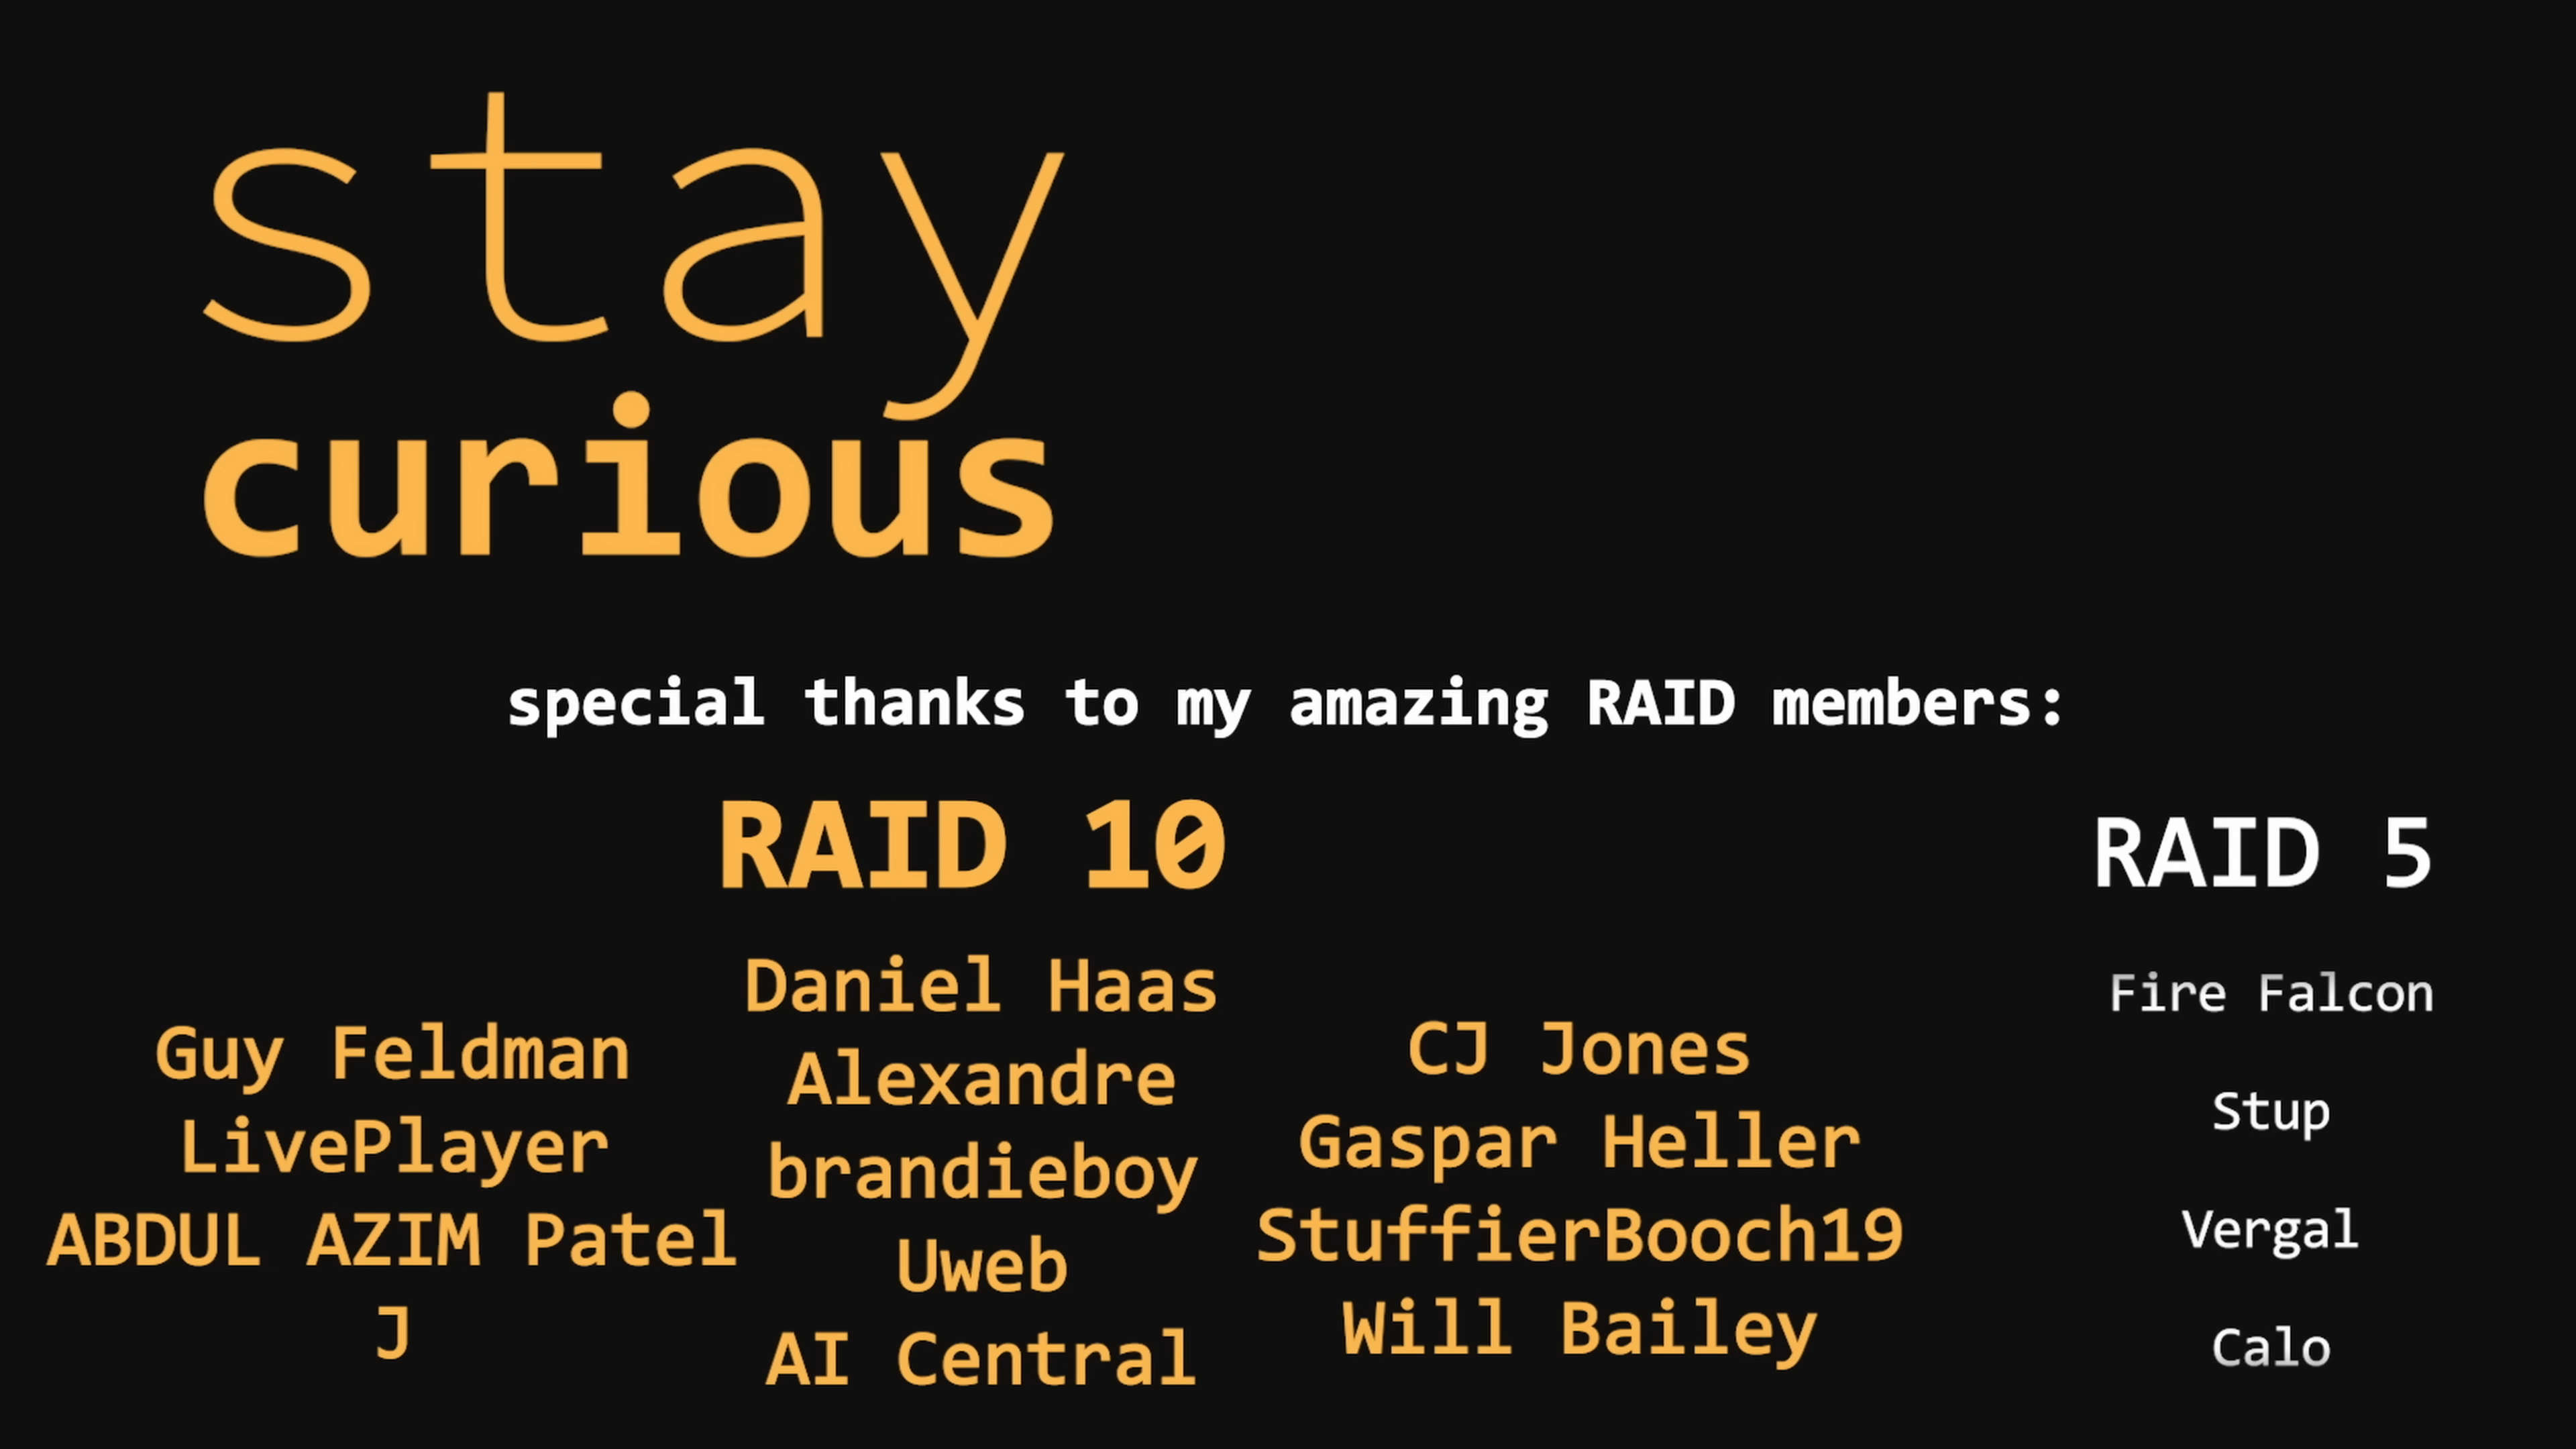 stay
curious
special thanks to my amazing RAID members:
RAID 10
Guy Feldman
LivePlayer
ABDUL AZIM Patel
J
Daniel Haas
Alexandre
brandieboy
Uweb
AI Central
CJ Jones
Gaspar Heller
StuffierBooch19
Will Bailey
RAID 5
Fire Falcon
Stup
Vergal
Calo